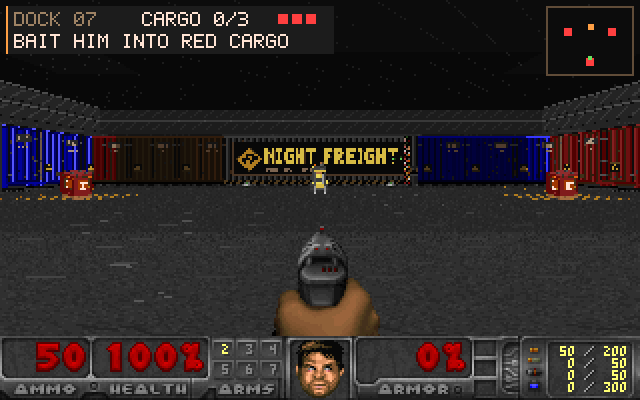 DOCK 07 CARGO 0/3
BAIT HIM INTO RED CARGO
NIGHT FREIGHT
50 100% 2 3 4 0% 50 / 200
5 6 7 0 / 50
0 / 50
AMMO HEALTH ARMS ARMOR 0 / 300